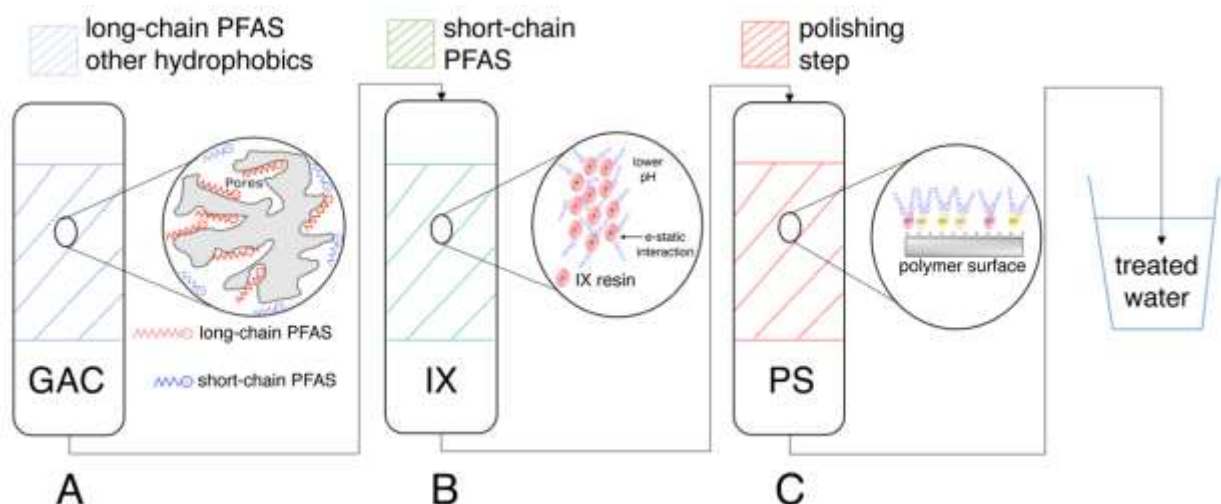 long-chain PFAS
other hydrophobics
short-chain
PFAS
polishing
step
Pores
long-chain PFAS
short-chain PFAS
GAC
A
lower
pH
e-static
interaction
IX resin
IX
B
polymer surface
PS
C
treated
water